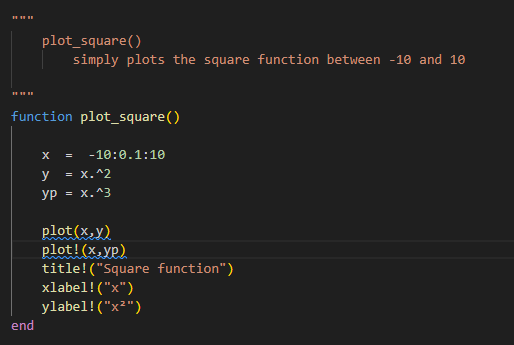 """
    plot_square()
        simply plots the square function between -10 and 10

"""
function plot_square()

    x  =  -10:0.1:10
    y  = x.^2
    yp = x.^3

    plot(x,y)
    plot!(x,yp)
    title!("Square function")
    xlabel!("x")
    ylabel!("x²")
end